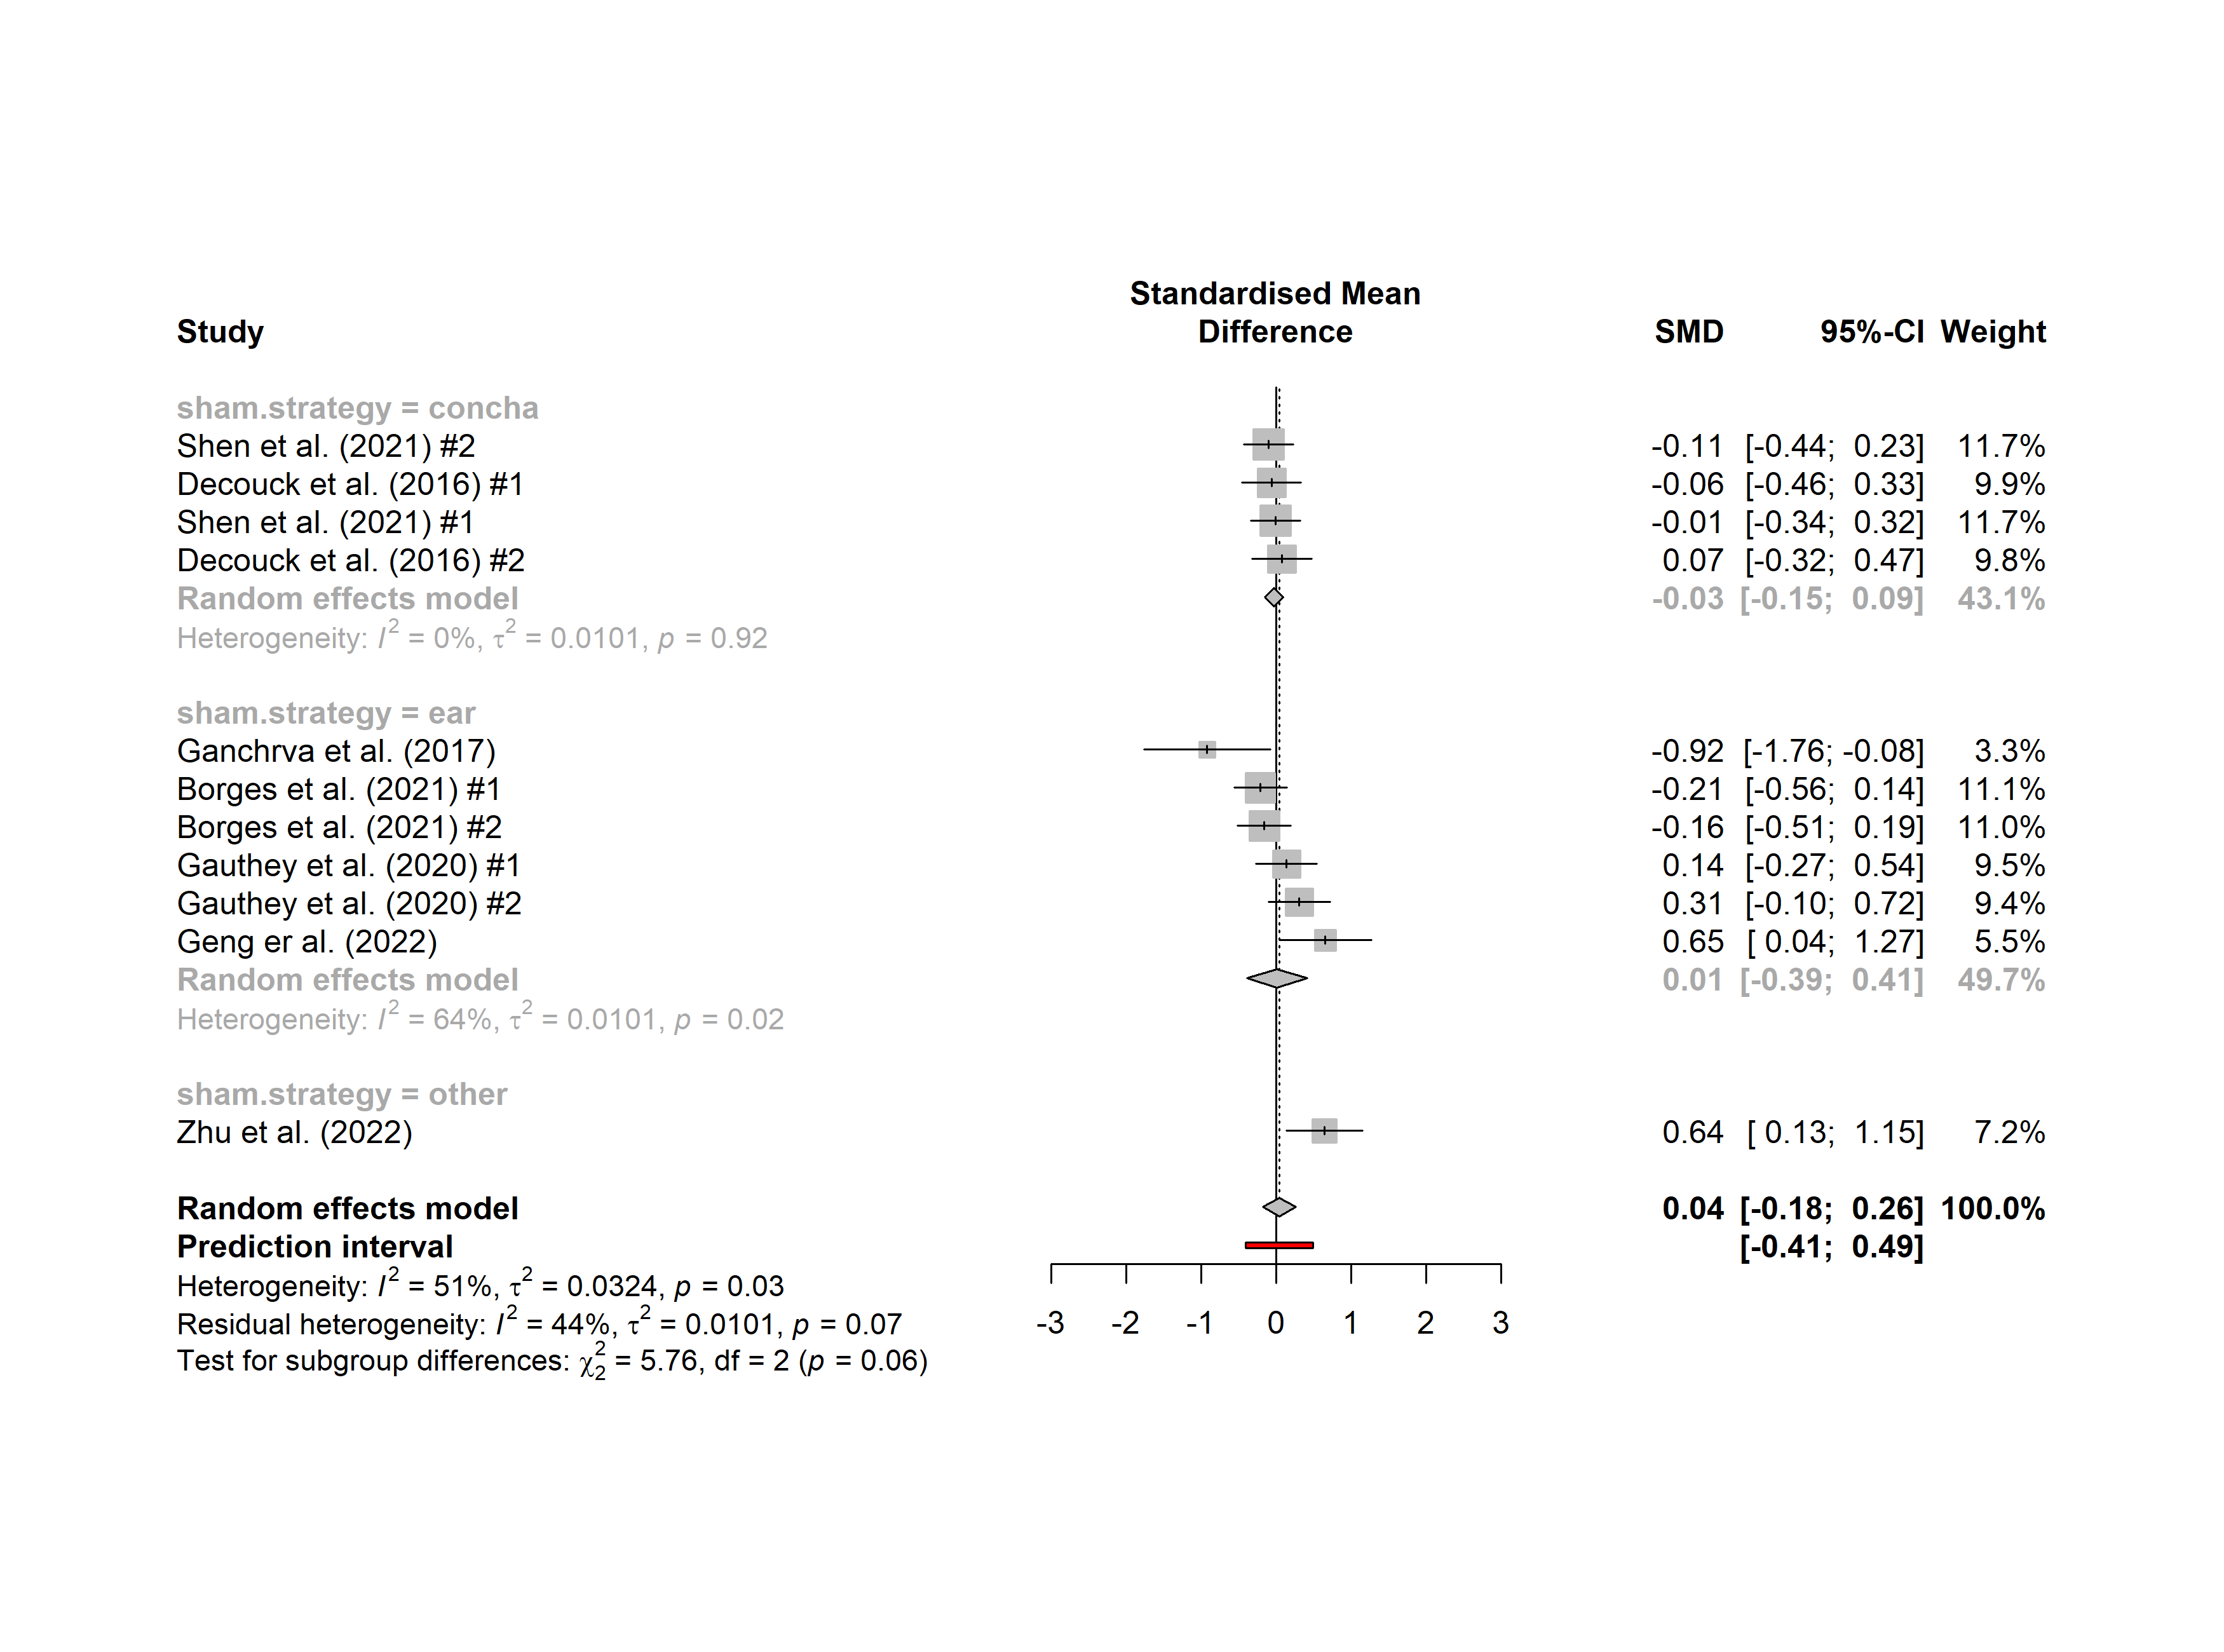 Standardised Mean
Study Difference SMD 95%-CI Weight
sham.strategy = concha
Shen et al. (2021) #2 -0.11 [-0.44; 0.23] 11.7%
Decouck et al. (2016) #1 -0.06 [-0.46; 0.33] 9.9%
Shen et al. (2021) #1 -0.01 [-0.34; 0.32] 11.7%
Decouck et al. (2016) #2 0.07 [-0.32; 0.47] 9.8%
Random effects model -0.03 [-0.15; 0.09] 43.1%
Heterogeneity: I² = 0%, τ² = 0.0101, p = 0.92
sham.strategy = ear
Ganchrva et al. (2017) -0.92 [-1.76; -0.08] 3.3%
Borges et al. (2021) #1 -0.21 [-0.56; 0.14] 11.1%
Borges et al. (2021) #2 -0.16 [-0.51; 0.19] 11.0%
Gauthey et al. (2020) #1 0.14 [-0.27; 0.54] 9.5%
Gauthey et al. (2020) #2 0.31 [-0.10; 0.72] 9.4%
Geng er al. (2022) 0.65 [ 0.04; 1.27] 5.5%
Random effects model 0.01 [-0.39; 0.41] 49.7%
Heterogeneity: I² = 64%, τ² = 0.0101, p = 0.02
sham.strategy = other
Zhu et al. (2022) 0.64 [ 0.13; 1.15] 7.2%
Random effects model 0.04 [-0.18; 0.26] 100.0%
Prediction interval [-0.41; 0.49]
Heterogeneity: I² = 51%, τ² = 0.0324, p = 0.03
Residual heterogeneity: I² = 44%, τ² = 0.0101, p = 0.07
-3 -2 -1 0 1 2 3
Test for subgroup differences: χ²₂ = 5.76, df = 2 (p = 0.06)